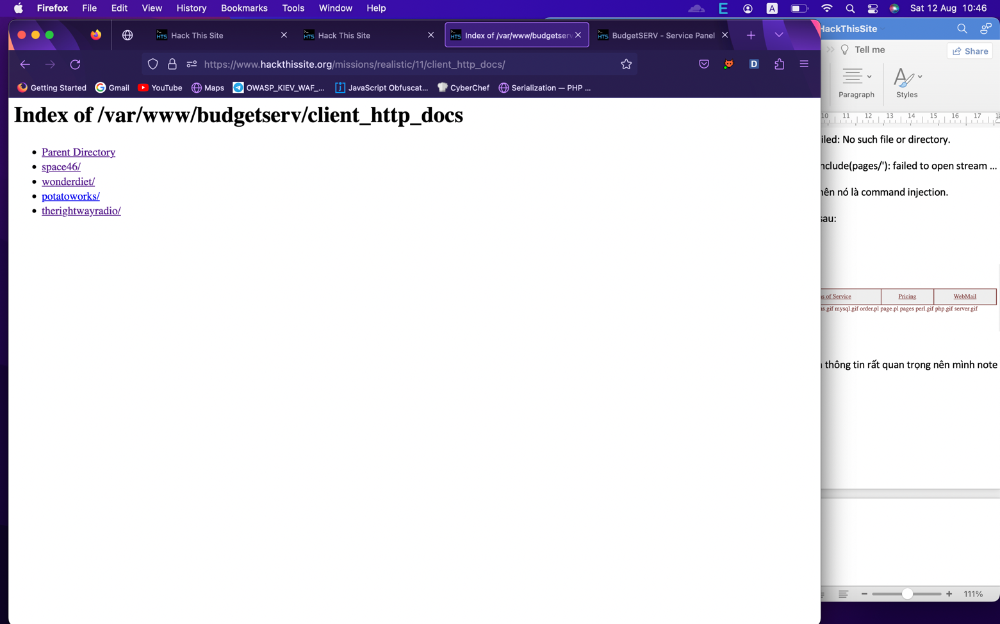 Firefox File Edit View History Bookmarks Tools Window Help A Sat 12 Aug 10:46
HTS Hack This Site
HTS Hack This Site
HTS Index of /var/www/budgetserv
HTS BudgetSERV - Service Panel
https://www.hackthissite.org/missions/realistic/11/client_http_docs/
Getting Started Gmail YouTube Maps OWASP_KIEV_WAF_... JavaScript Obfuscat... CyberChef Serialization — PHP ...
Index of /var/www/budgetserv/client_http_docs
Parent Directory
space46/
wonderdiet/
potatoworks/
therightwayradio/
HackThisSite
Tell me
Share
Paragraph
Styles
10 11 12 13 14 15 16 17
iled: No such file or directory.
nclude(pages/'): failed to open stream ...
nên nó là command injection.
sau:
s of Service Pricing WebMail
s.gif mysql.gif order.pl page.pl pages perl.gif php.gif server.gif
thông tin rất quan trọng nên mình note
111%